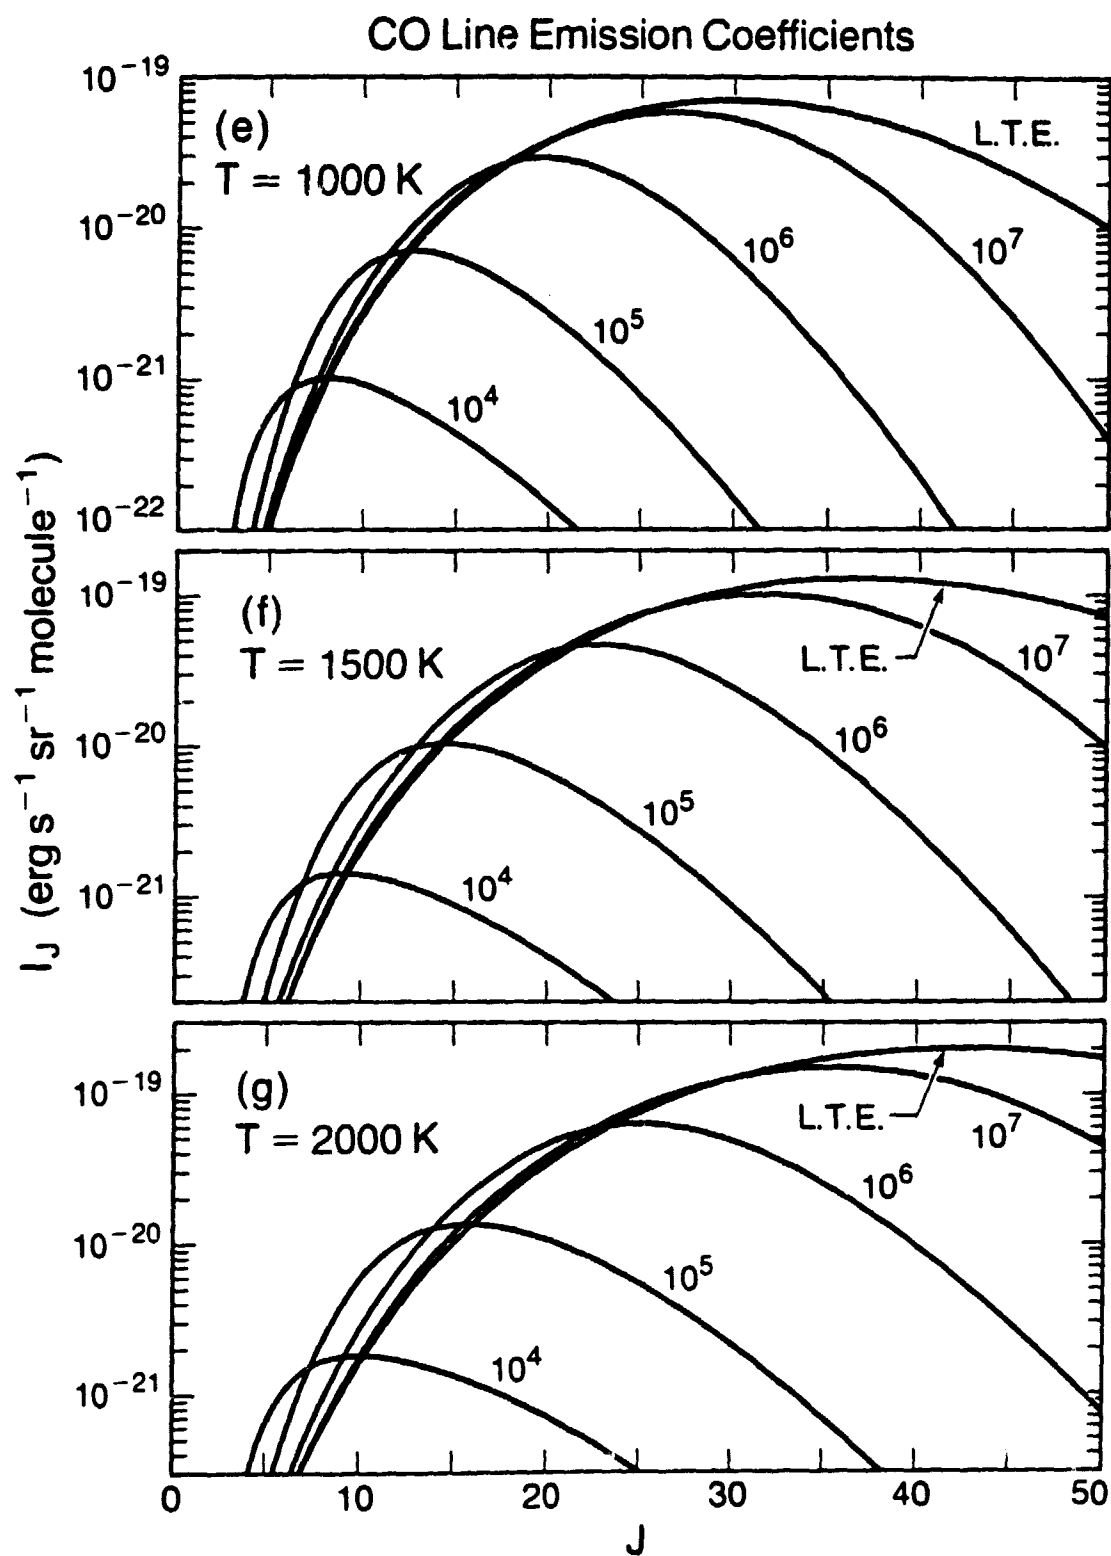 CO Line Emission Coefficients
10⁻¹⁹
(e)
T = 1000 K
L.T.E.
10⁻²⁰
10⁶
10⁷
10⁵
10⁻²¹
10⁴
10⁻²²
I_J (erg s⁻¹ sr⁻¹ molecule⁻¹)
10⁻¹⁹
(f)
T = 1500 K
L.T.E.
10⁷
10⁻²⁰
10⁶
10⁵
10⁻²¹
10⁴
10⁻¹⁹
(g)
T = 2000 K
L.T.E.
10⁷
10⁶
10⁻²⁰
10⁵
10⁻²¹
10⁴
0 10 20 30 40 50
J